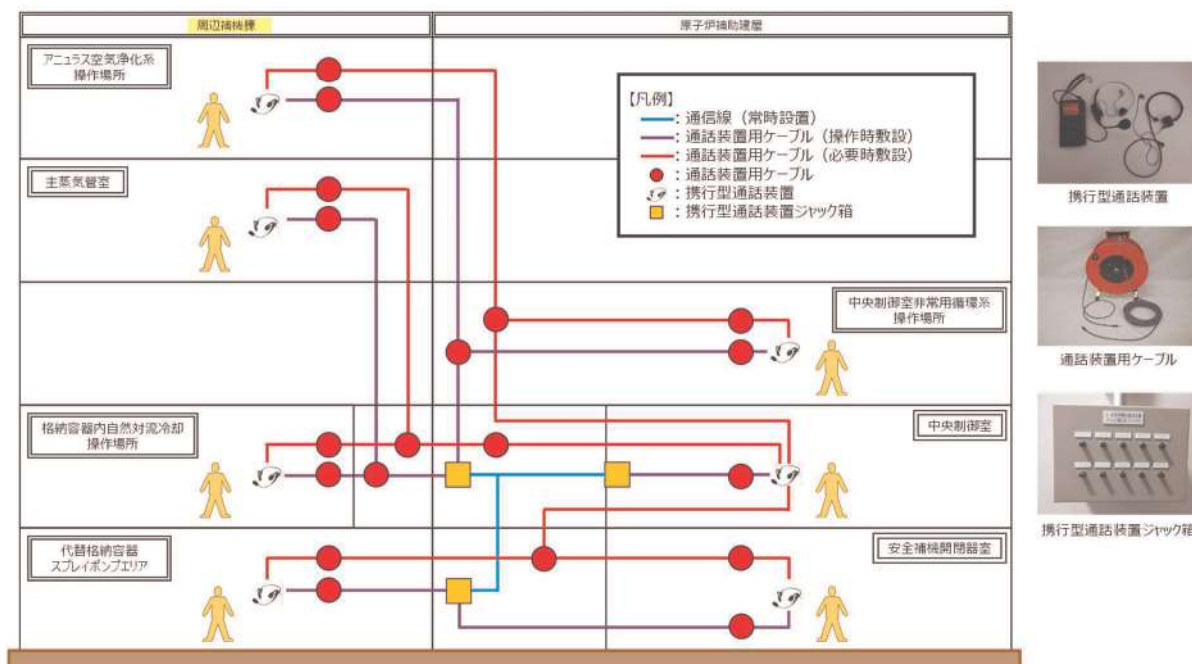 周辺補機棟
原子炉補助建屋
アニュラス空気浄化系
操作場所
主蒸気管室
【凡例】
：通信線（常時設置）
：通話装置用ケーブル（操作時敷設）
：通話装置用ケーブル（必要時敷設）
：通話装置用ケーブル
：携行型通話装置
：携行型通話装置ジャック箱
中央制御室非常用循環系
操作場所
格納容器内自然対流冷却
操作場所
中央制御室
代替格納容器
スプレイポンプエリア
安全補機開閉器室
携行型通話装置
通話装置用ケーブル
携行型通話装置ジャック箱